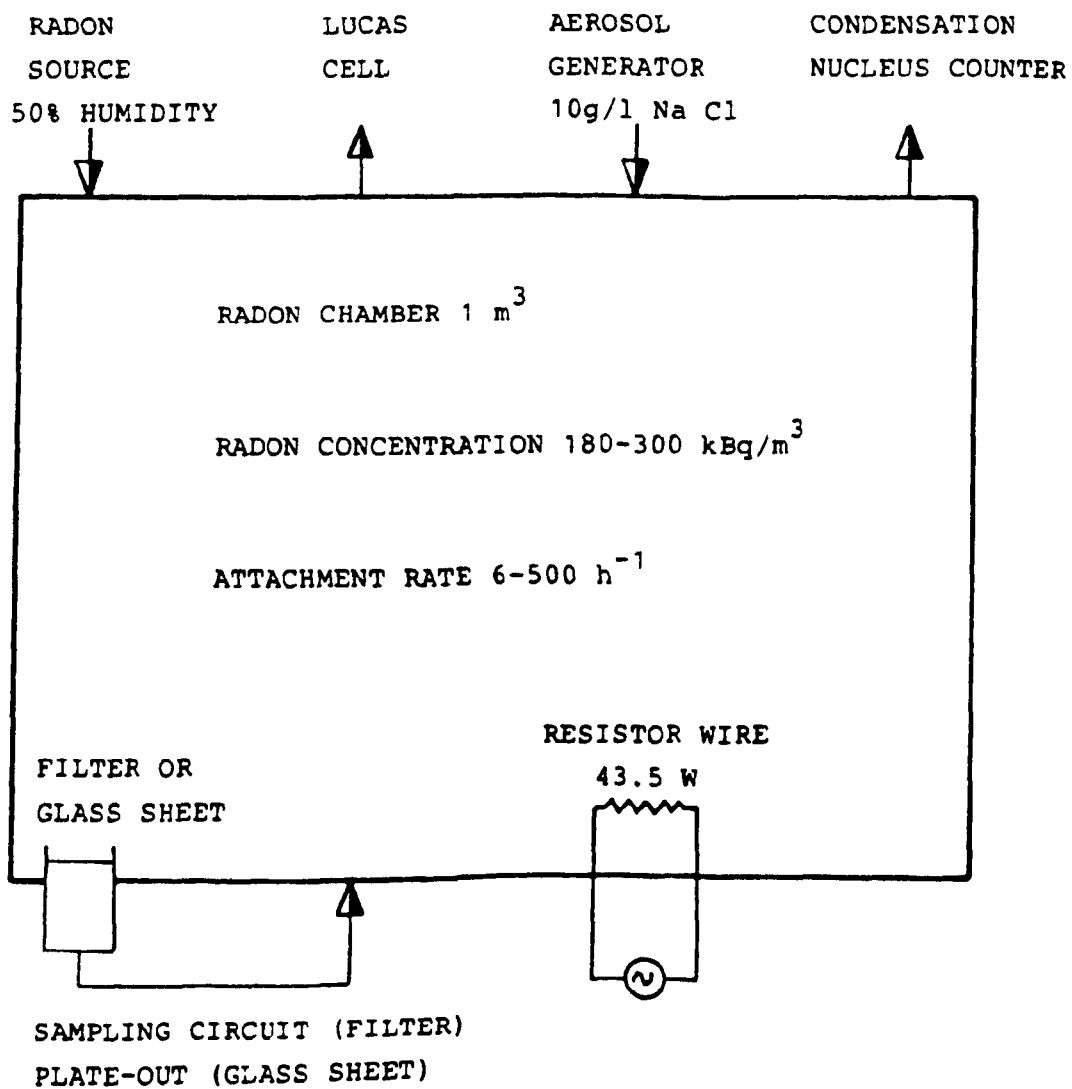 RADON
SOURCE
50% HUMIDITY
LUCAS
CELL
AEROSOL
GENERATOR
10g/l Na Cl
CONDENSATION
NUCLEUS COUNTER
RADON CHAMBER 1 m³
RADON CONCENTRATION 180-300 kBq/m³
ATTACHMENT RATE 6-500 h⁻¹
RESISTOR WIRE
43.5 W
FILTER OR
GLASS SHEET
SAMPLING CIRCUIT (FILTER)
PLATE-OUT (GLASS SHEET)